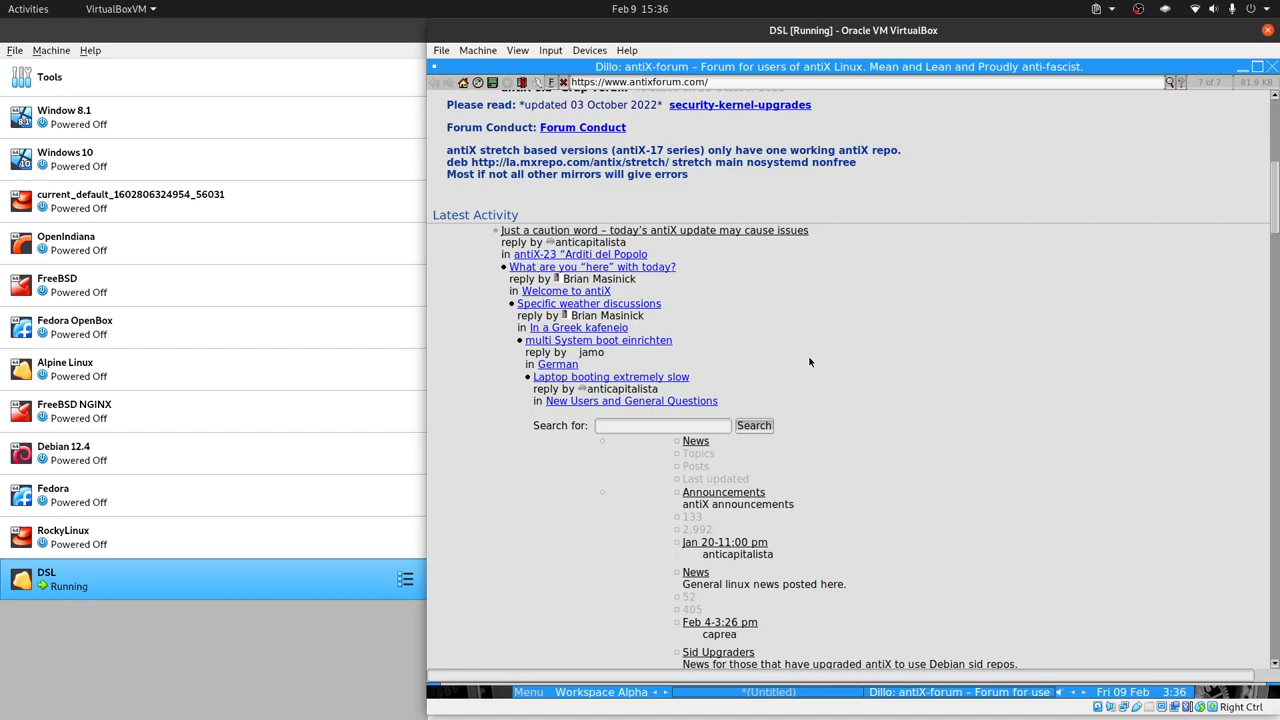 Activities VirtualBoxVM Feb 9 15:36
DSL [Running] - Oracle VM VirtualBox
File Machine Help
Tools
Window 8.1
Powered Off
Windows 10
Powered Off
current_default_1602806324954_56031
Powered Off
OpenIndiana
Powered Off
FreeBSD
Powered Off
Fedora OpenBox
Powered Off
Alpine Linux
Powered Off
FreeBSD NGINX
Powered Off
Debian 12.4
Powered Off
Fedora
Powered Off
RockyLinux
Powered Off
DSL
Running
File Machine View Input Devices Help
Dillo: antiX-forum – Forum for users of antiX Linux. Mean and Lean and Proudly anti-fascist.
https://www.antixforum.com/ 7 of 7 81.9 KB
Please read: *updated 03 October 2022* security-kernel-upgrades
Forum Conduct: Forum Conduct
antiX stretch based versions (antiX-17 series) only have one working antiX repo.
deb http://la.mxrepo.com/antix/stretch/ stretch main nosystemd nonfree
Most if not all other mirrors will give errors
Latest Activity
Just a caution word – today’s antiX update may cause issues
reply by anticapitalista
in antiX-23 “Arditi del Popolo
What are you “here” with today?
reply by Brian Masinick
in Welcome to antiX
Specific weather discussions
reply by Brian Masinick
in In a Greek kafeneio
multi System boot einrichten
reply by jamo
in German
Laptop booting extremely slow
reply by anticapitalista
in New Users and General Questions
Search for: Search
News
Topics
Posts
Last updated
Announcements
antiX announcements
133
2,992
Jan 20-11:00 pm
anticapitalista
News
General linux news posted here.
52
405
Feb 4-3:26 pm
caprea
Sid Upgraders
News for those that have upgraded antiX to use Debian sid repos.
Menu Workspace Alpha *(Untitled) Dillo: antiX-forum – Forum for use Fri 09 Feb 3:36
Right Ctrl